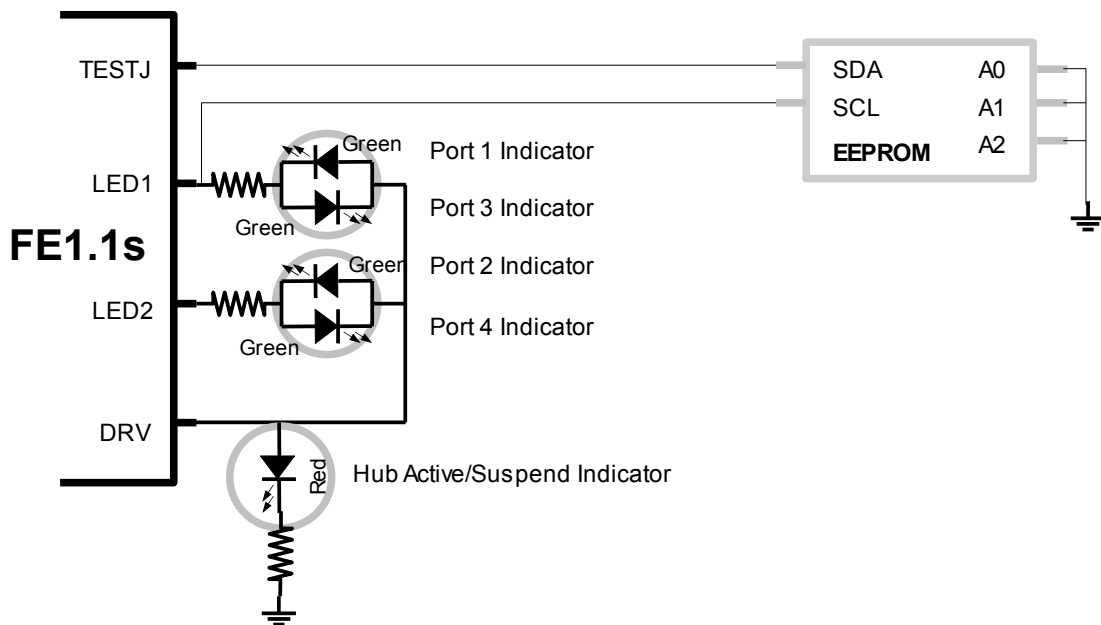 TESTJ
LED1
FE1.1s
LED2
DRV
Green
Port 1 Indicator
Green
Port 3 Indicator
Green
Port 2 Indicator
Green
Port 4 Indicator
Red
Hub Active/Suspend Indicator
SDA A0
SCL A1
EEPROM A2